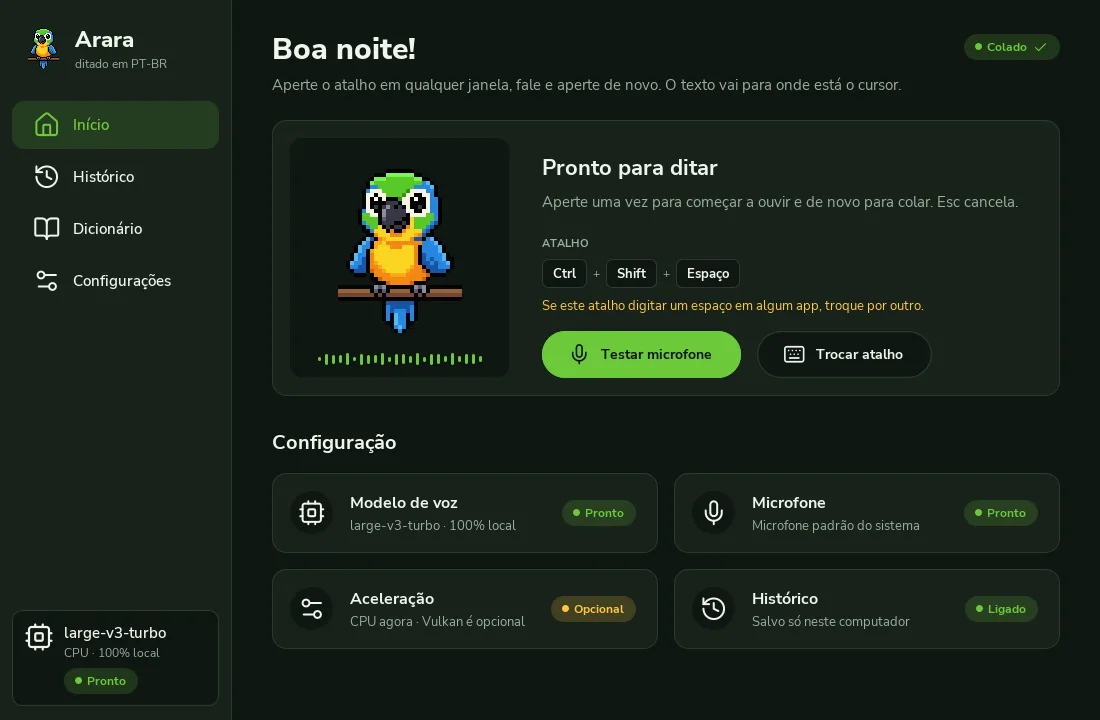 Arara
ditado em PT-BR
Início
Histórico
Dicionário
Configurações
large-v3-turbo
CPU · 100% local
Pronto
Boa noite!
Colado
Aperte o atalho em qualquer janela, fale e aperte de novo. O texto vai para onde está o cursor.
Pronto para ditar
Aperte uma vez para começar a ouvir e de novo para colar. Esc cancela.
ATALHO
Ctrl + Shift + Espaço
Se este atalho digitar um espaço em algum app, troque por outro.
Testar microfone
Trocar atalho
Configuração
Modelo de voz
large-v3-turbo · 100% local
Pronto
Microfone
Microfone padrão do sistema
Pronto
Aceleração
CPU agora · Vulkan é opcional
Opcional
Histórico
Salvo só neste computador
Ligado